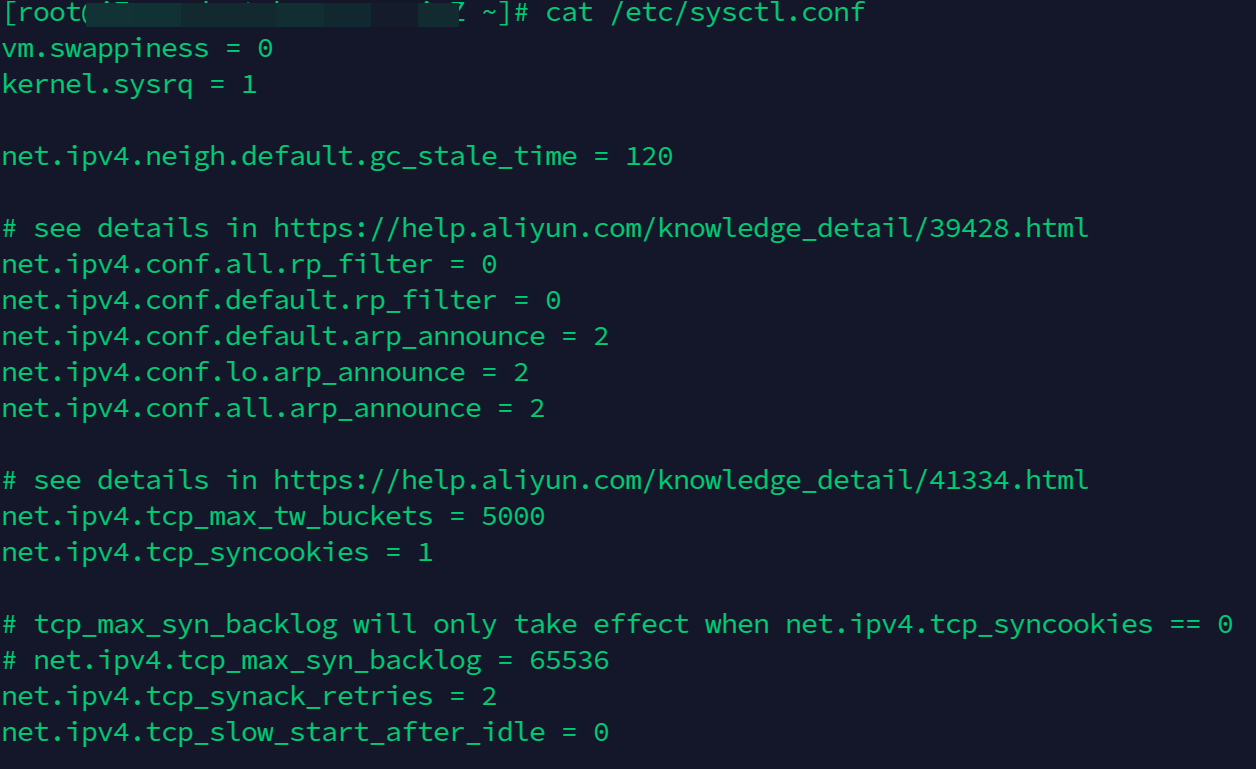 [root@ ~]# cat /etc/sysctl.conf
vm.swappiness = 0
kernel.sysrq = 1
net.ipv4.neigh.default.gc_stale_time = 120
# see details in https://help.aliyun.com/knowledge_detail/39428.html
net.ipv4.conf.all.rp_filter = 0
net.ipv4.conf.default.rp_filter = 0
net.ipv4.conf.default.arp_announce = 2
net.ipv4.conf.lo.arp_announce = 2
net.ipv4.conf.all.arp_announce = 2
# see details in https://help.aliyun.com/knowledge_detail/41334.html
net.ipv4.tcp_max_tw_buckets = 5000
net.ipv4.tcp_syncookies = 1
# tcp_max_syn_backlog will only take effect when net.ipv4.tcp_syncookies == 0
# net.ipv4.tcp_max_syn_backlog = 65536
net.ipv4.tcp_synack_retries = 2
net.ipv4.tcp_slow_start_after_idle = 0